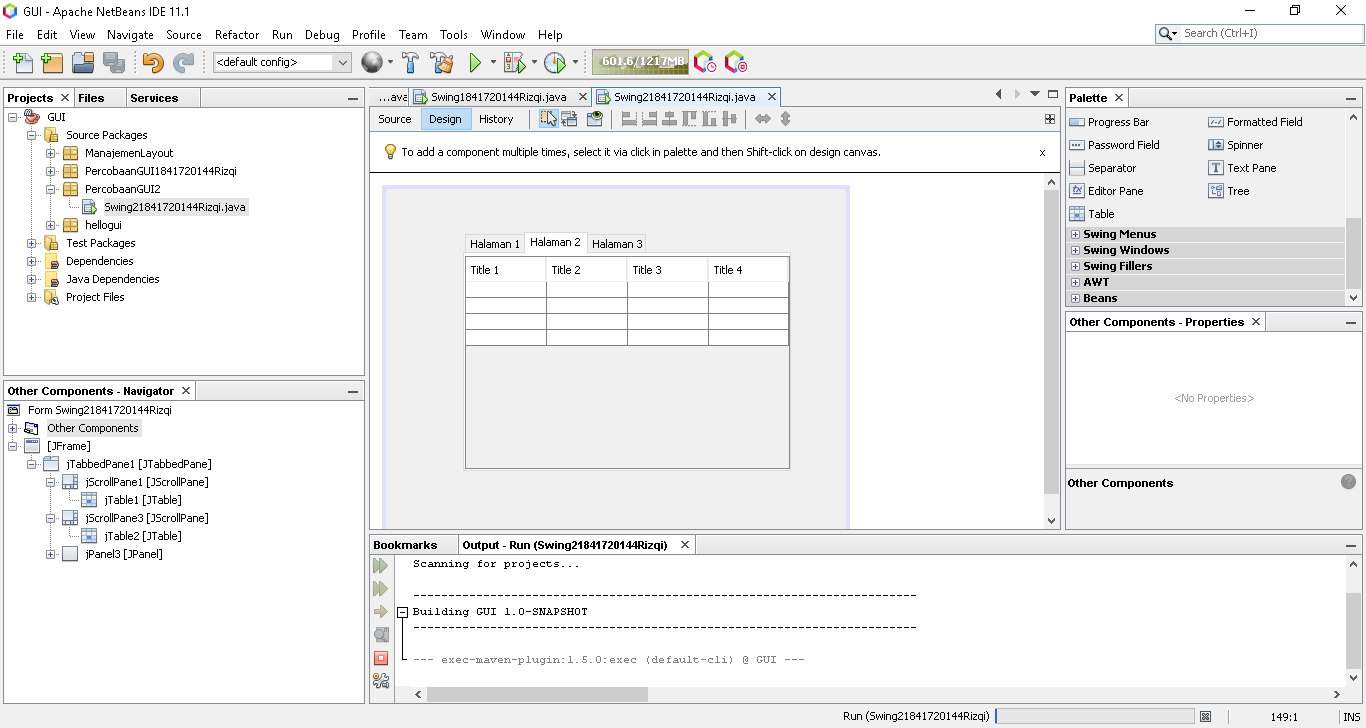 GUI - Apache NetBeans IDE 11.1
File Edit View Navigate Source Refactor Run Debug Profile Team Tools Window Help
Search (Ctrl+I)
<default config>
601,6/1217MB
Projects
Files
Services
GUI
Source Packages
ManajemenLayout
PercobaanGUI1841720144Rizqi
PercobaanGUI2
Swing21841720144Rizqi.java
hellogui
Test Packages
Dependencies
Java Dependencies
Project Files
Other Components - Navigator
Form Swing21841720144Rizqi
Other Components
[JFrame]
jTabbedPane1 [JTabbedPane]
jScrollPane1 [JScrollPane]
jTable1 [JTable]
jScrollPane3 [JScrollPane]
jTable2 [JTable]
jPanel3 [JPanel]
...ava Swing1841720144Rizqi.java Swing21841720144Rizqi.java
Source Design History
To add a component multiple times, select it via click in palette and then Shift-click on design canvas.
x
Halaman 1 Halaman 2 Halaman 3
Title 1 Title 2 Title 3 Title 4
Palette
Progress Bar Formatted Field
Password Field Spinner
Separator Text Pane
Editor Pane Tree
Table
Swing Menus
Swing Windows
Swing Fillers
AWT
Beans
Other Components - Properties
<No Properties>
Other Components
Bookmarks
Output - Run (Swing21841720144Rizqi)
Scanning for projects...
------------------------------------------------------------------------
Building GUI 1.0-SNAPSHOT
------------------------------------------------------------------------
--- exec-maven-plugin:1.5.0:exec (default-cli) @ GUI ---
Run (Swing21841720144Rizqi)
149:1
INS